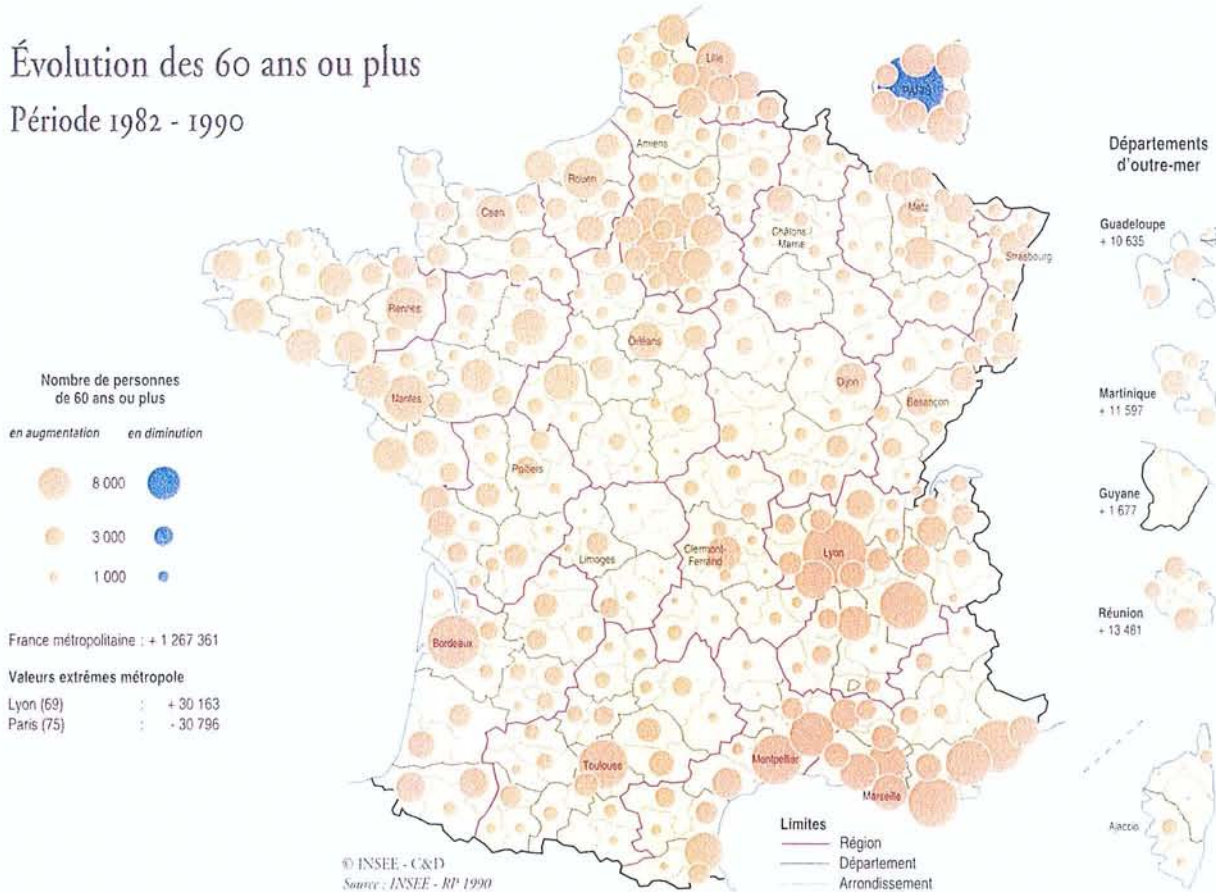 Évolution des 60 ans ou plus
Période 1982 - 1990
Nombre de personnes
de 60 ans ou plus
en augmentation en diminution
8 000
3 000
1 000
France métropolitaine : + 1 267 361
Valeurs extrêmes métropole
Lyon (69) : + 30 163
Paris (75) : - 30 796
Lille
Amiens
Rouen
Caen
Metz
Châlons / Marne
Strasbourg
Rennes
Orléans
Nantes
Dijon
Besançon
Poitiers
Limoges
Clermont-
Ferrand
Lyon
Bordeaux
Toulouse
Montpellier
Marseille
PARIS
Départements
d'outre-mer
Guadeloupe
+ 10 635
Martinique
+ 11 597
Guyane
+ 1 677
Réunion
+ 13 481
Ajaccio
Limites
Région
Département
Arrondissement
© INSEE - C&D
Source : INSEE - RP 1990